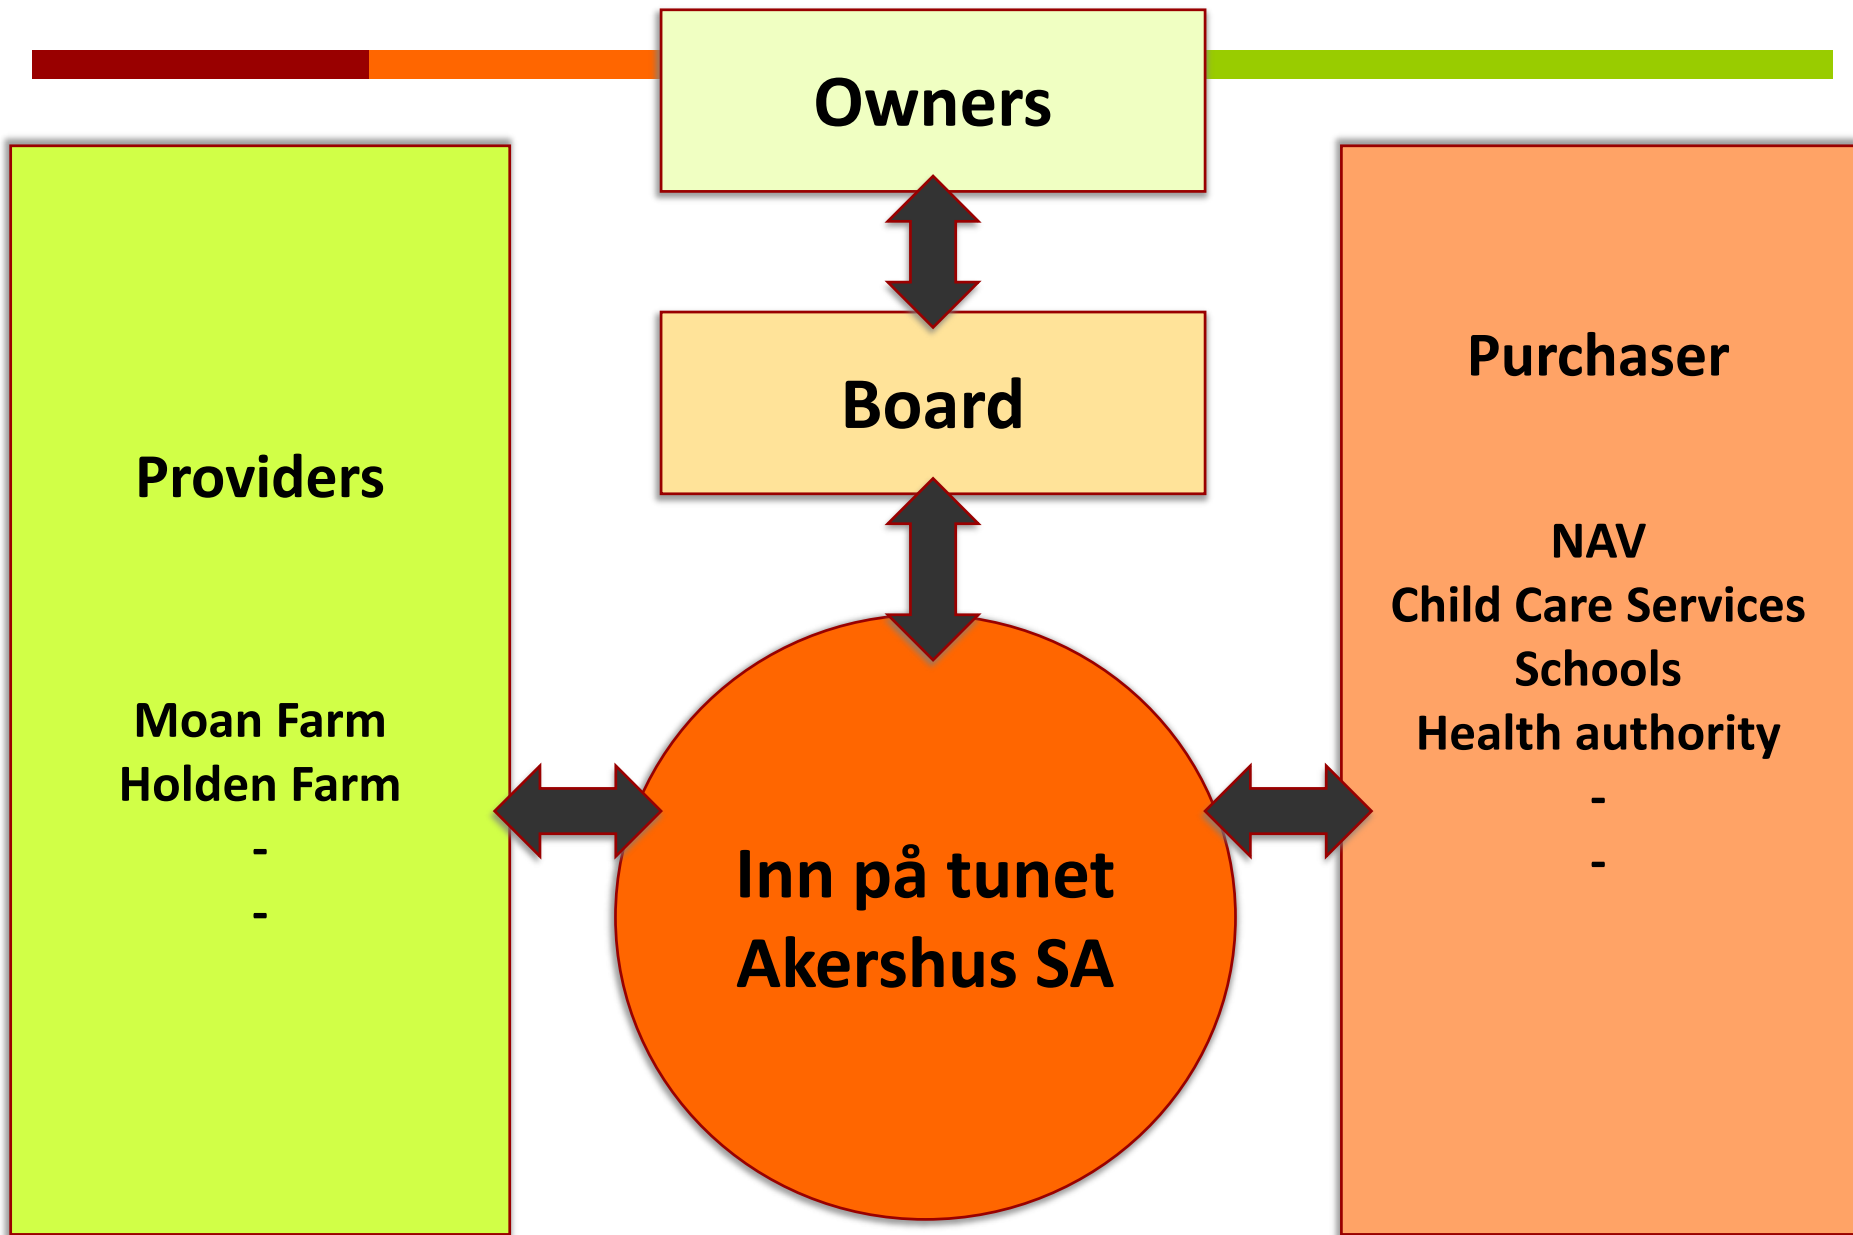 Owners
Board
Providers
Moan Farm
Holden Farm
-
-
Inn på tunet
Akershus SA
Purchaser
NAV
Child Care Services
Schools
Health authority
-
-